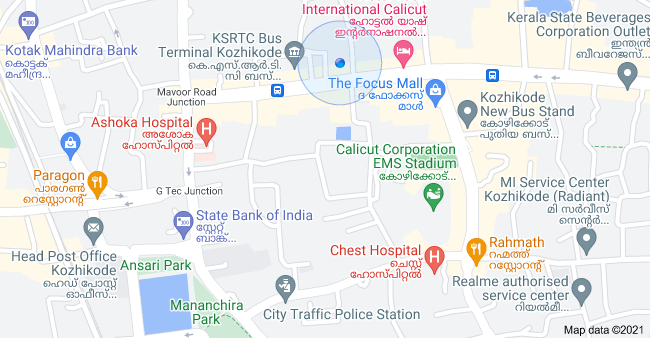 International Calicut
ഹോട്ടൽ യാഷ്
ഇന്റർനാഷണൽ...
Kerala State Beverages
Corporation Outlet
ഇന്ത്യൻ
ബീവറേജസ്...
Kotak Mahindra Bank
കൊട്ടക്
മഹീന്ദ്ര...
KSRTC Bus
Terminal Kozhikode
കെ.എസ്.ആർ.ടി.
സി ബസ്...
The Focus Mall
ദ ഫോക്കസ്
മാൾ
Mavoor Road
Junction
Kozhikode
New Bus Stand
കോഴിക്കോട്
പുതിയ ബസ്...
Ashoka Hospital
അശോക
ഹോസ്പിറ്റൽ
Calicut Corporation
EMS Stadium
കോഴിക്കോട്...
Paragon
പാരഗൺ
റെസ്റ്റോറന്റ്
G Tec Junction
MI Service Center
Kozhikode (Radiant)
മി സർവീസ്
സെന്റർ...
State Bank of India
സ്റ്റേറ്റ്
ബാങ്ക്...
Head Post Office
Kozhikode
ഹെഡ് പോസ്റ്റ്
ഓഫീസ്...
Ansari Park
Chest Hospital
ചെസ്റ്റ്
ഹോസ്പിറ്റൽ
Rahmath
റഹ്മത്ത്
റസ്റ്റോറന്റ്
Realme authorised
service center
റിയൽമീ...
Mananchira
Park
City Traffic Police Station
Map data ©2021